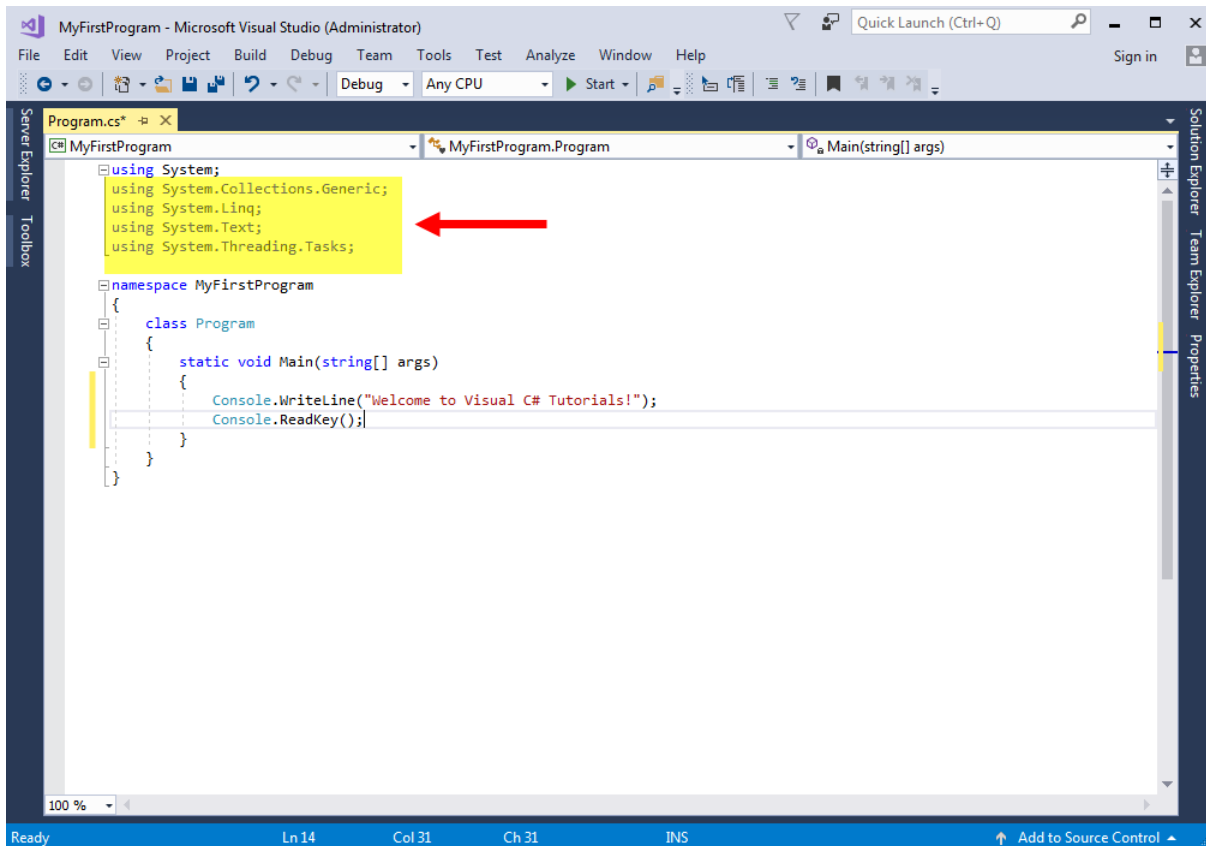 MyFirstProgram - Microsoft Visual Studio (Administrator)
Quick Launch (Ctrl+Q)
File Edit View Project Build Debug Team Tools Test Analyze Window Help
Sign in
Debug Any CPU Start
Server Explorer
Toolbox
Program.cs*
C# MyFirstProgram
MyFirstProgram.Program
Main(string[] args)
using System;
using System.Collections.Generic;
using System.Linq;
using System.Text;
using System.Threading.Tasks;
namespace MyFirstProgram
{
class Program
{
static void Main(string[] args)
{
Console.WriteLine("Welcome to Visual C# Tutorials!");
Console.ReadKey();
}
}
}
Solution Explorer
Team Explorer
Properties
100 %
Ready Ln 14 Col 31 Ch 31 INS Add to Source Control